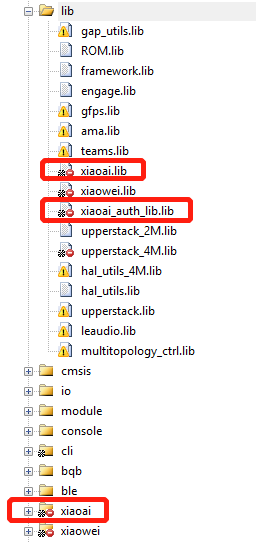 lib
gap_utils.lib
ROM.lib
framework.lib
engage.lib
gfps.lib
ama.lib
teams.lib
xiaoai.lib
xiaowei.lib
xiaoai_auth_lib.lib
upperstack_2M.lib
upperstack_4M.lib
hal_utils_4M.lib
hal_utils.lib
upperstack.lib
leaudio.lib
multitopology_ctrl.lib
cmsis
io
module
console
cli
bqb
ble
xiaoai
xiaowei